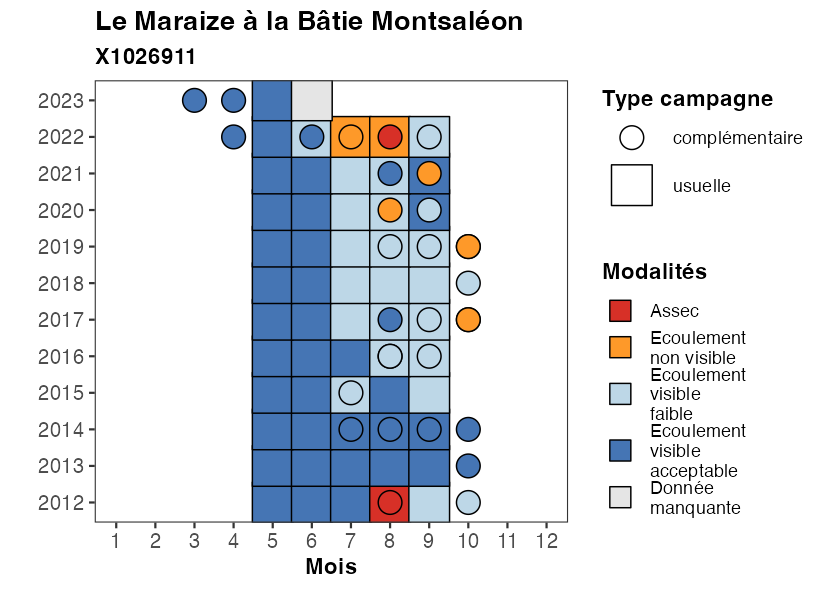 Le Maraize à la Bâtie Montsaléon
X1026911
2023
2022
2021
2020
2019
2018
2017
2016
2015
2014
2013
2012
1 2 3 4 5 6 7 8 9 10 11 12
Mois
Type campagne
complémentaire
usuelle
Modalités
Assec
Ecoulement
non visible
Ecoulement
visible
faible
Ecoulement
visible
acceptable
Donnée
manquante